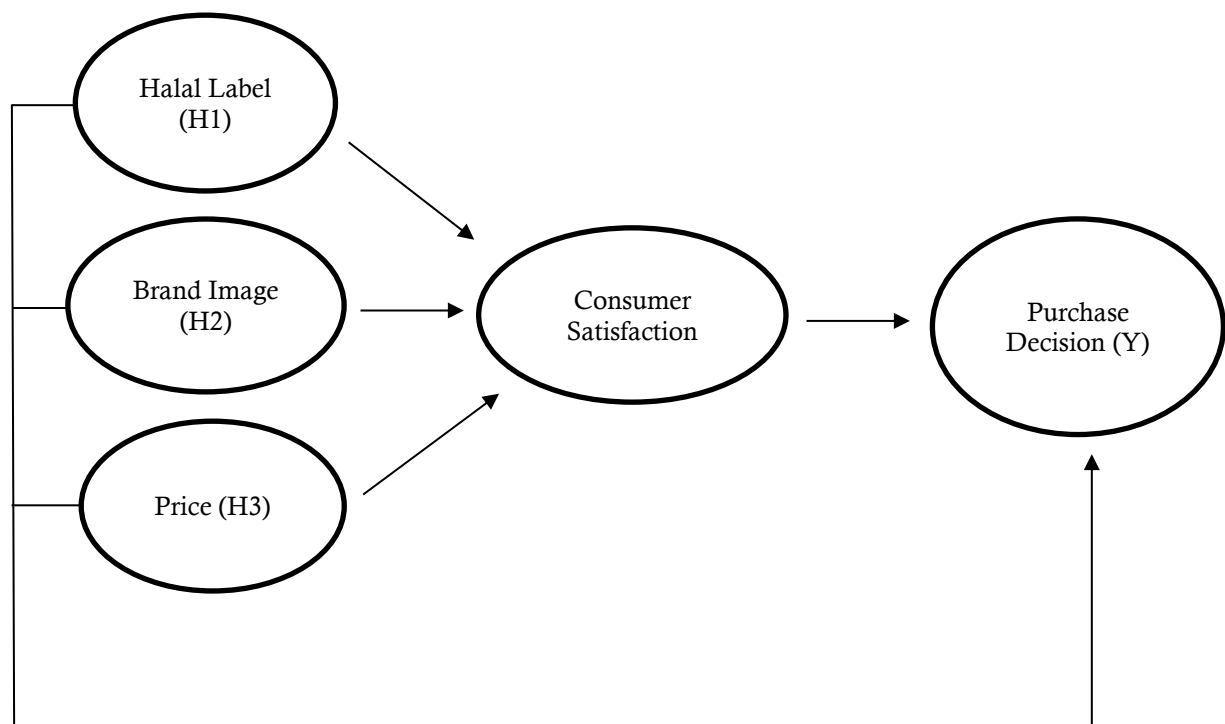 Halal Label
(H1)
Brand Image
(H2)
Price (H3)
Consumer
Satisfaction
Purchase
Decision (Y)